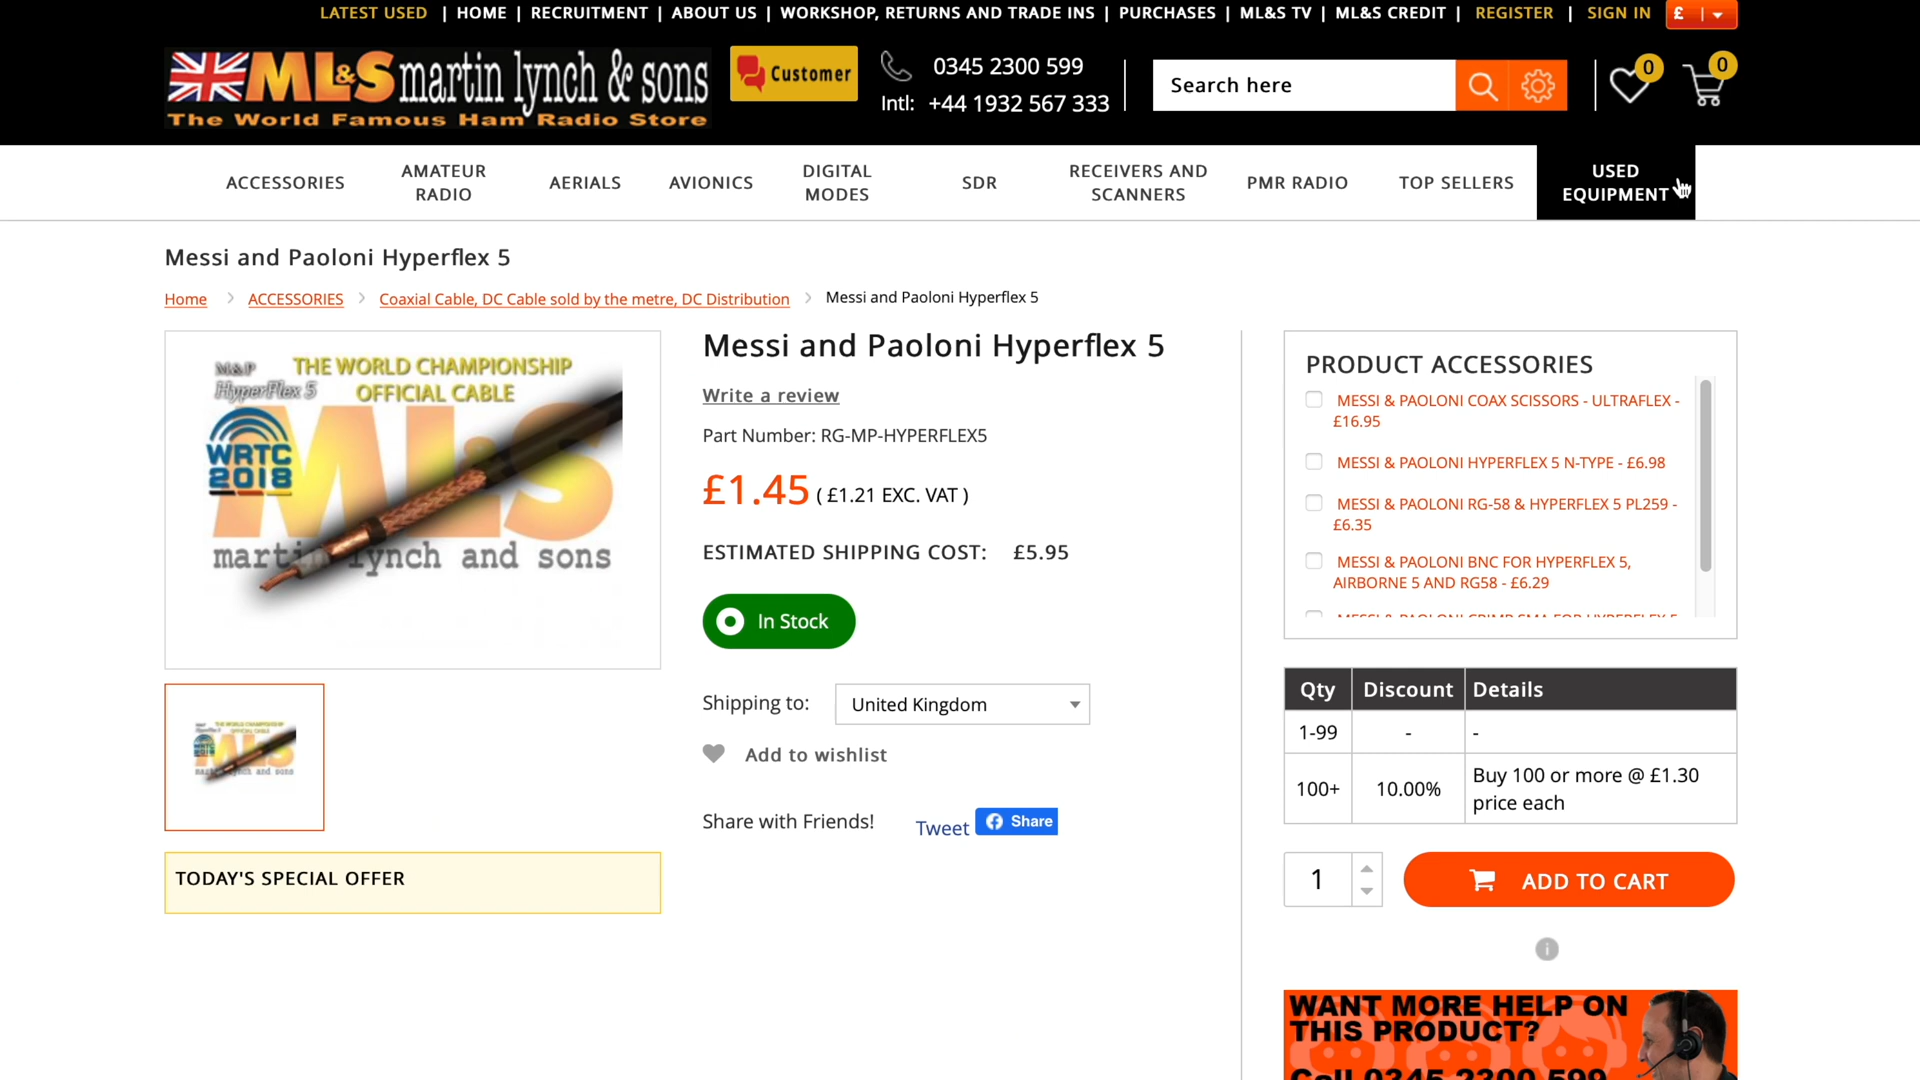 LATEST USED | HOME | RECRUITMENT | ABOUT US | WORKSHOP, RETURNS AND TRADE INS | PURCHASES | ML&S TV | ML&S CREDIT | REGISTER | SIGN IN £
ML&S martin lynch & sons
The World Famous Ham Radio Store
Customer
0345 2300 599
Intl: +44 1932 567 333
Search here
0
0
ACCESSORIES
AMATEUR
RADIO
AERIALS
AVIONICS
DIGITAL
MODES
SDR
RECEIVERS AND
SCANNERS
PMR RADIO
TOP SELLERS
USED
EQUIPMENT
Messi and Paoloni Hyperflex 5
Home > ACCESSORIES > Coaxial Cable, DC Cable sold by the metre, DC Distribution > Messi and Paoloni Hyperflex 5
M&P
HyperFlex 5
THE WORLD CHAMPIONSHIP
OFFICIAL CABLE
WRTC
2018
ML&S
martin lynch and sons
TODAY'S SPECIAL OFFER
Messi and Paoloni Hyperflex 5
Write a review
Part Number: RG-MP-HYPERFLEX5
£1.45 ( £1.21 EXC. VAT )
ESTIMATED SHIPPING COST: £5.95
In Stock
Shipping to: United Kingdom
Add to wishlist
Share with Friends! Tweet Share
PRODUCT ACCESSORIES
MESSI & PAOLONI COAX SCISSORS - ULTRAFLEX -
£16.95
MESSI & PAOLONI HYPERFLEX 5 N-TYPE - £6.98
MESSI & PAOLONI RG-58 & HYPERFLEX 5 PL259 -
£6.35
MESSI & PAOLONI BNC FOR HYPERFLEX 5,
AIRBORNE 5 AND RG58 - £6.29
MESSI & PAOLONI CRIMP SMA FOR HYPERFLEX 5
Qty Discount Details
1-99 - -
100+ 10.00% Buy 100 or more @ £1.30
price each
1
ADD TO CART
WANT MORE HELP ON
THIS PRODUCT?
Call 0345 2300 599